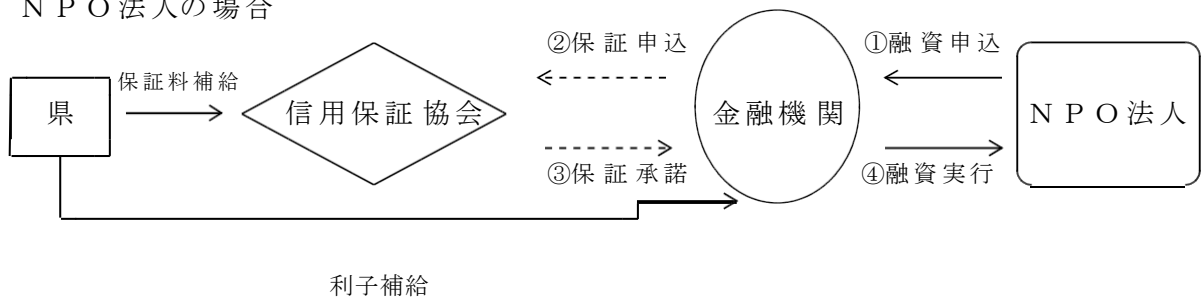 NPO法人の場合
②保証申込
①融資申込
保証料補給
県
信用保証協会
金融機関
NPO法人
③保証承諾
④融資実行
利子補給